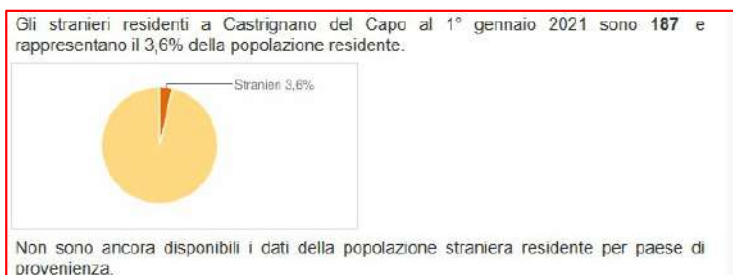 Gli stranieri residenti a Castrignano del Capo al 1° gennaio 2021 sono 187 e
rappresentano il 3,6% della popolazione residente.
Stranieri 3,6%
Non sono ancora disponibili i dati della popolazione straniera residente per paese di
provenienza.